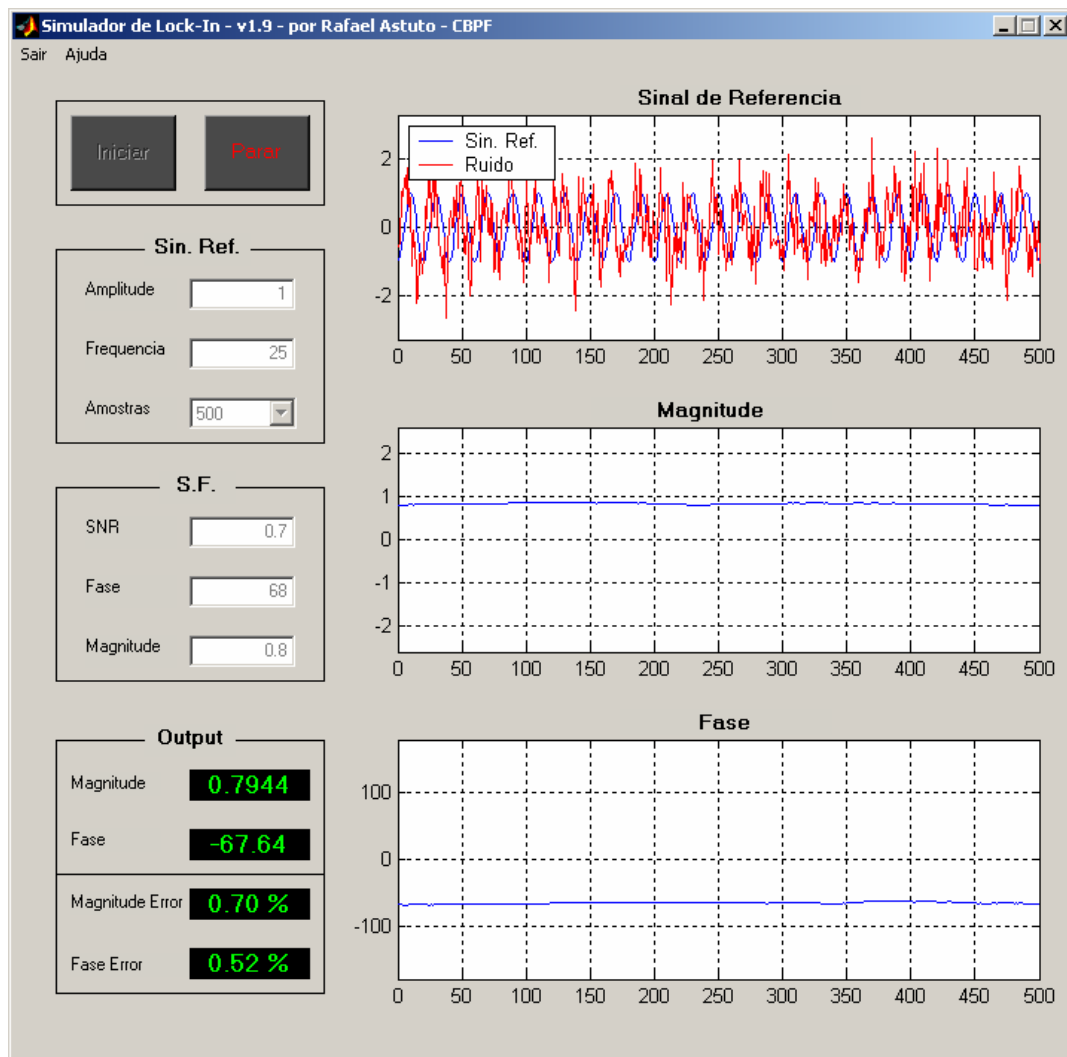 Simulador de Lock-In - v1.9 - por Rafael Astuto - CBPF
Sair Ajuda
Iniciar Parar
Sin. Ref.
Amplitude 1
Frequencia 25
Amostras 500
S.F.
SNR 0.7
Fase 68
Magnitude 0.8
Output
Magnitude 0.7944
Fase -67.64
Magnitude Error 0.70 %
Fase Error 0.52 %
Sinal de Referencia
Sin. Ref.
Ruido
2
0
-2
0 50 100 150 200 250 300 350 400 450 500
Magnitude
2
1
0
-1
-2
0 50 100 150 200 250 300 350 400 450 500
Fase
100
0
-100
0 50 100 150 200 250 300 350 400 450 500